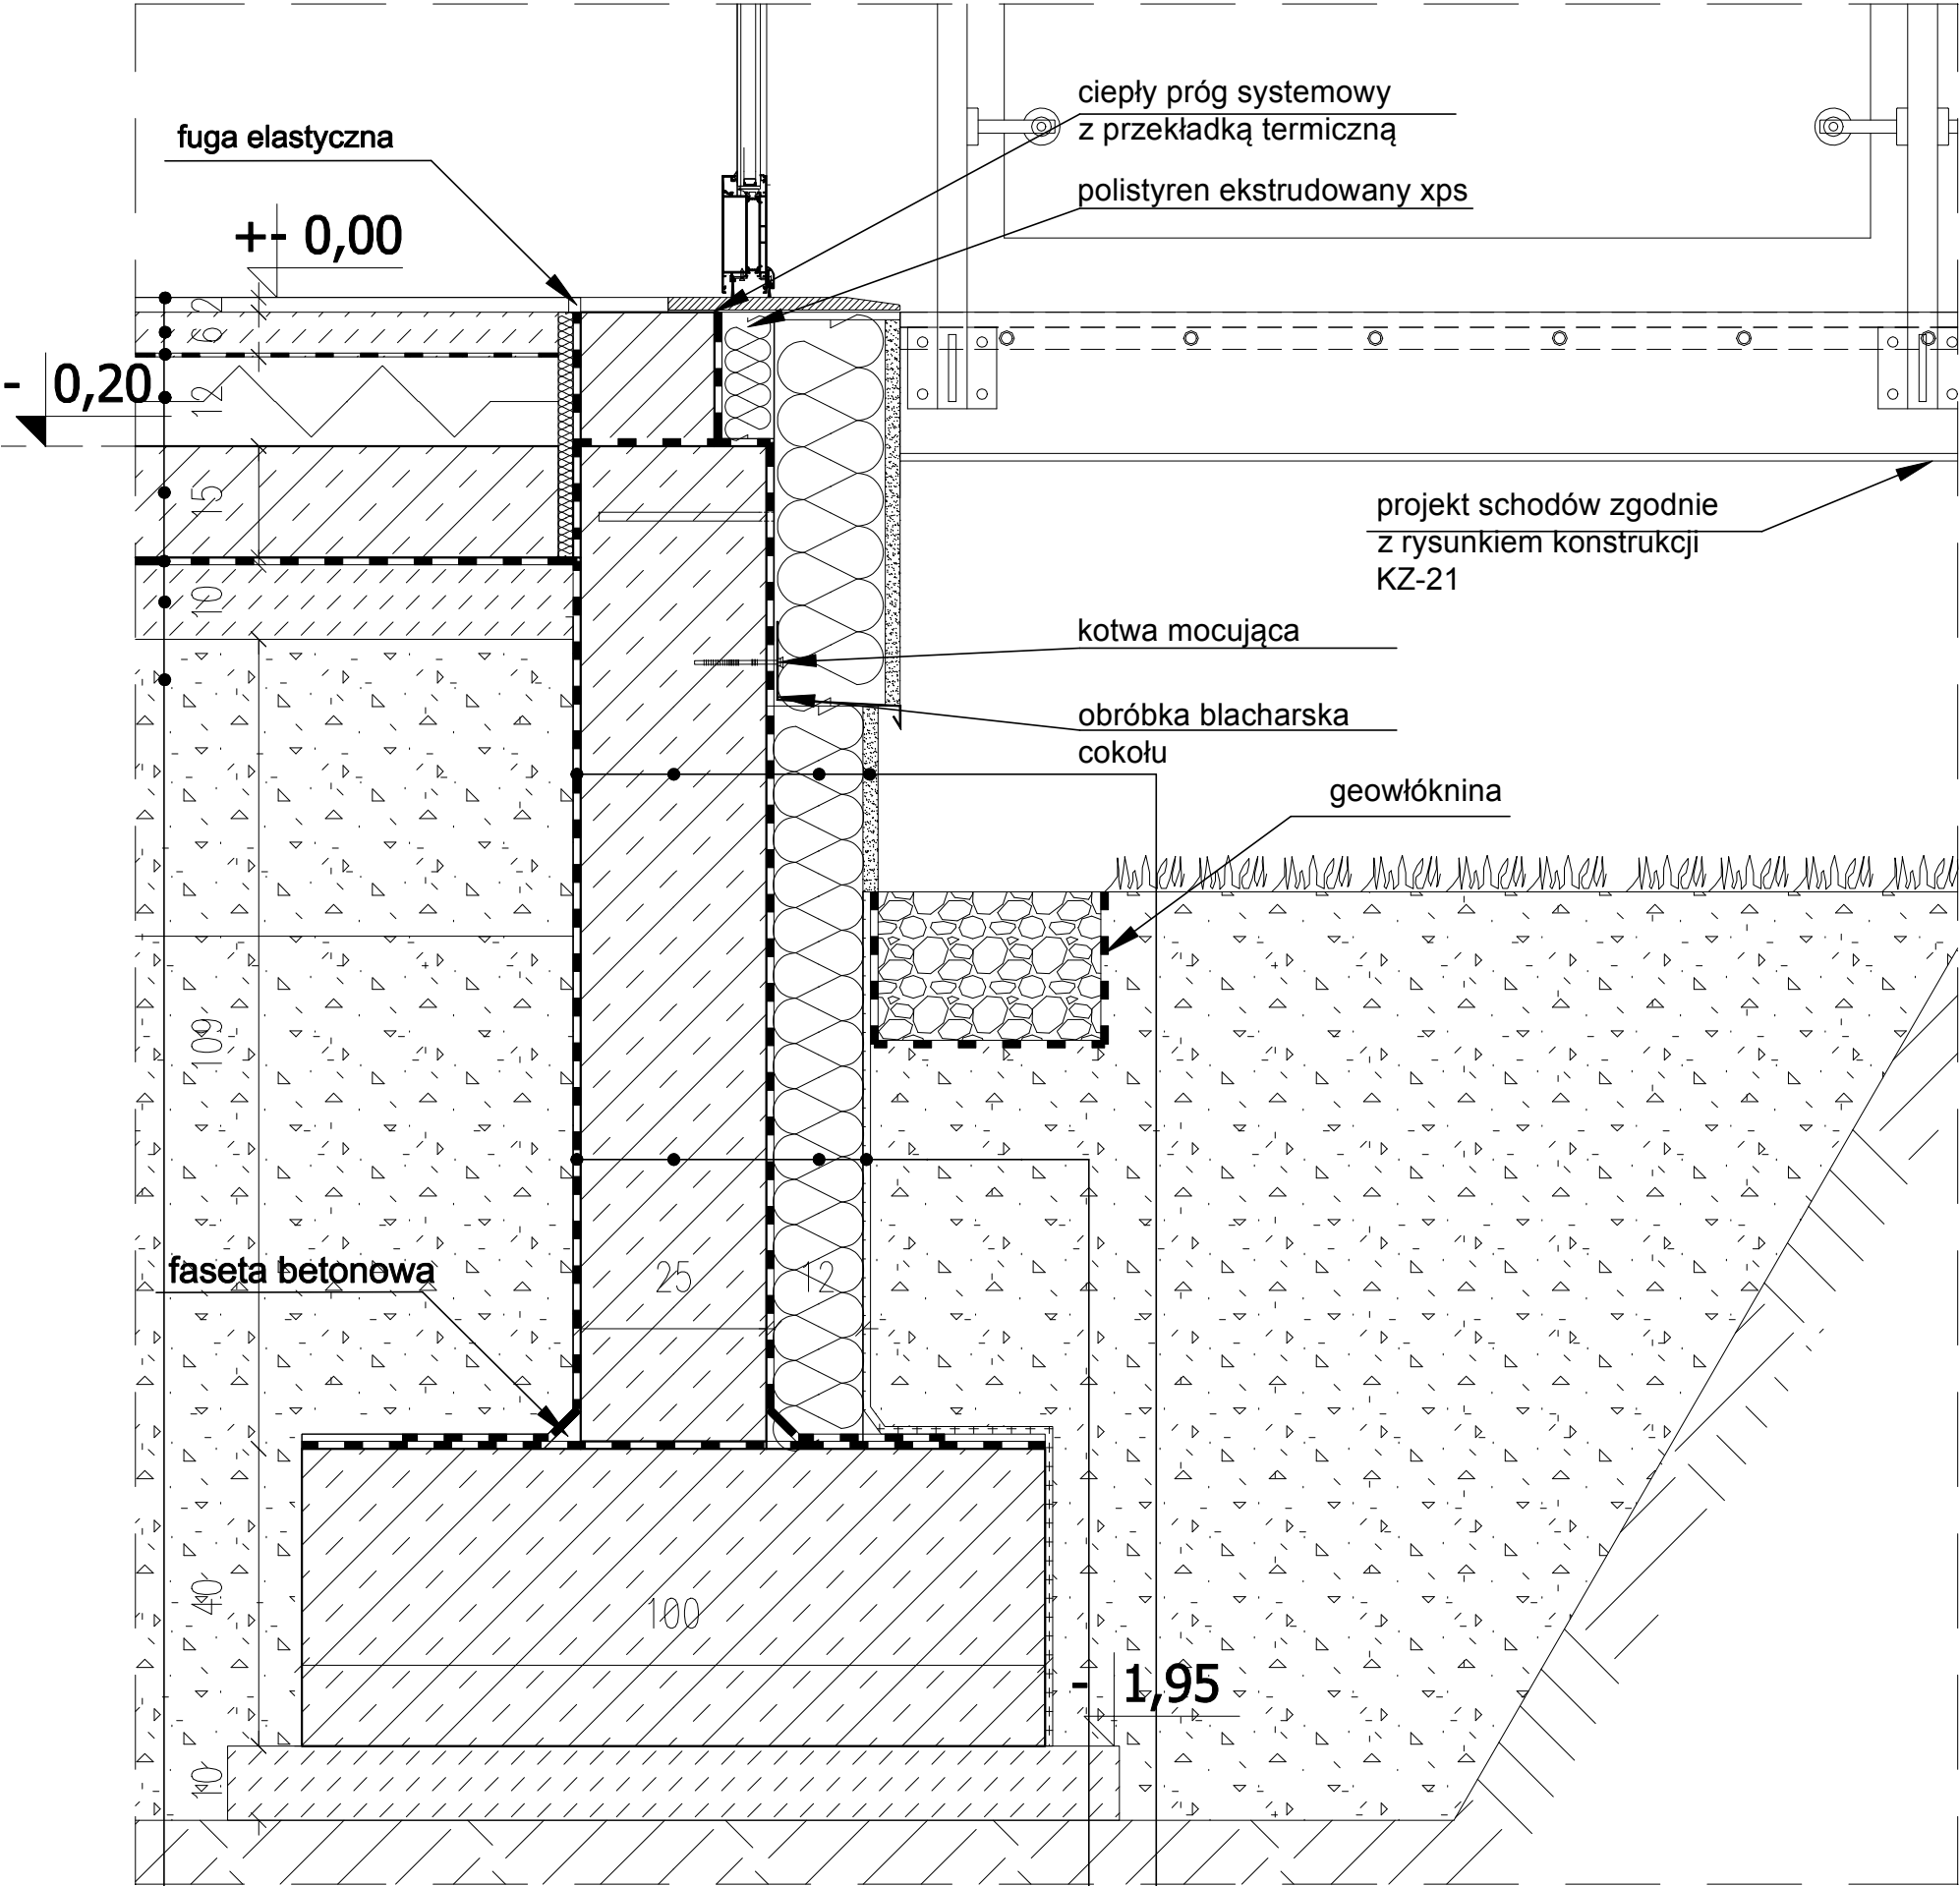 ciepły próg systemowy
z przekładką termiczną
fuga elastyczna
polistyren ekstrudowany xps
+- 0,00
2
6
- 0,20
12
15
projekt schodów zgodnie
z rysunkiem konstrukcji
KZ-21
10
kotwa mocująca
obróbka blacharska
cokołu
geowłóknina
109
faseta betonowa
25
12
40
100
- 1,95
10